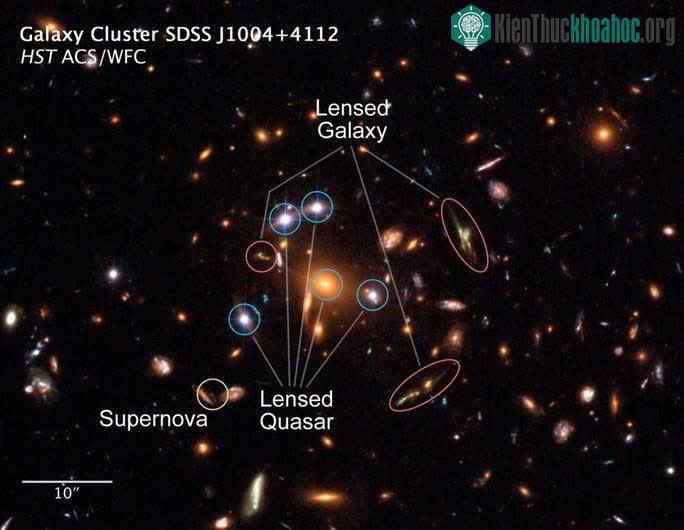 Galaxy Cluster SDSS J1004+4112
HST ACS/WFC
KienThuckhoahoc.org
Lensed
Galaxy
Supernova
Lensed
Quasar
10″